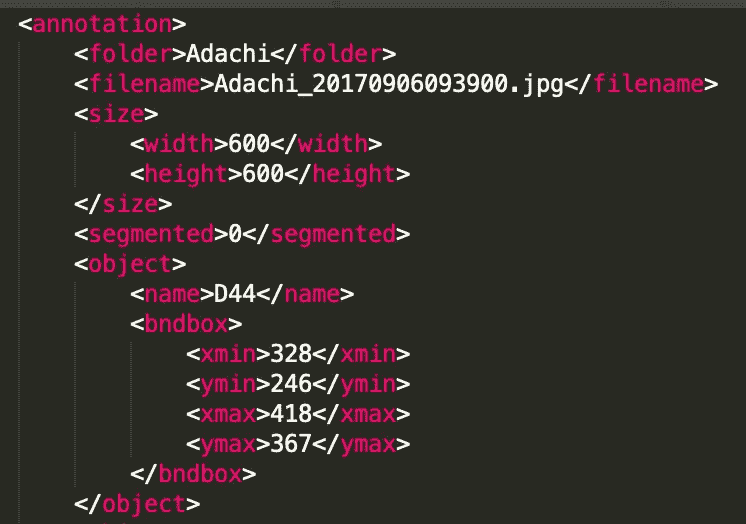 <annotation>
    <folder>Adachi</folder>
    <filename>Adachi_20170906093900.jpg</filename>
    <size>
        <width>600</width>
        <height>600</height>
    </size>
    <segmented>0</segmented>
    <object>
        <name>D44</name>
        <bndbox>
            <xmin>328</xmin>
            <ymin>246</ymin>
            <xmax>418</xmax>
            <ymax>367</ymax>
        </bndbox>
    </object>